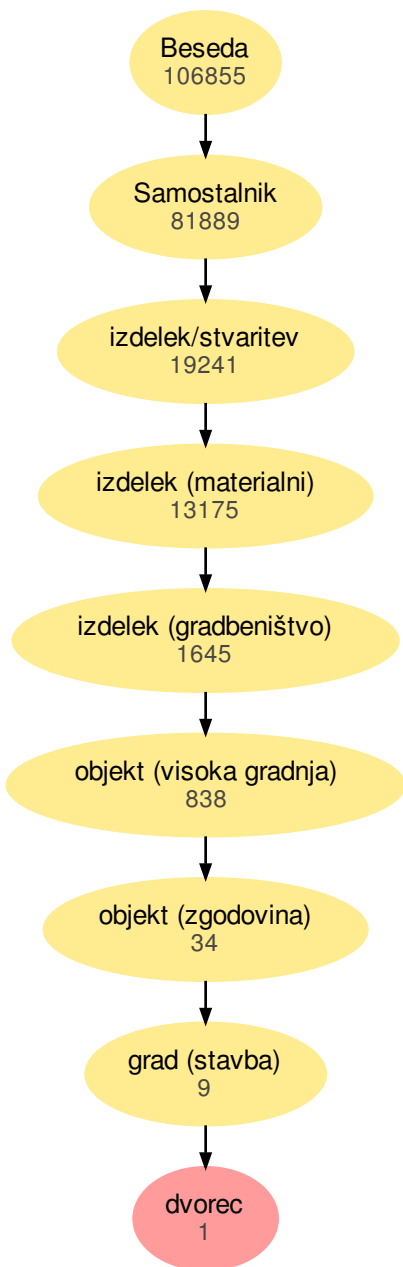 Beseda
106855
Samostalnik
81889
izdelek/stvaritev
19241
izdelek (materialni)
13175
izdelek (gradbeništvo)
1645
objekt (visoka gradnja)
838
objekt (zgodovina)
34
grad (stavba)
9
dvorec
1